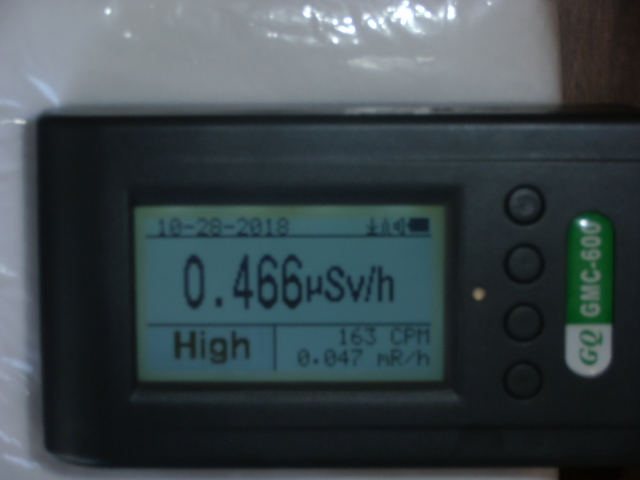 10-28-2018
0.466µSv/h
High
163 CPM
0.047 mR/h
GQ GMC-600